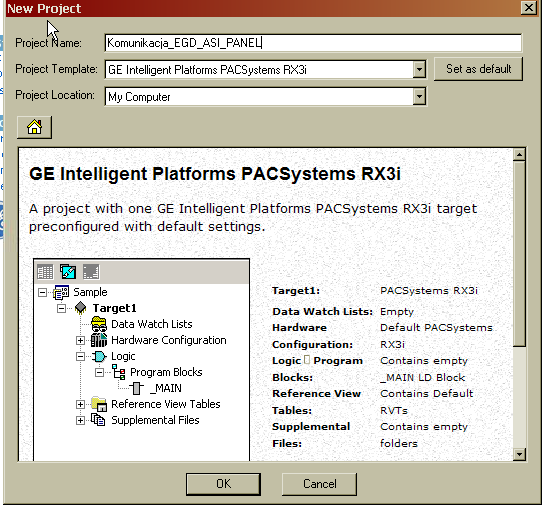 New Project
Project Name: Komunikacja_EGD_ASI_PANEL
Project Template: GE Intelligent Platforms PACSystems RX3i Set as default
Project Location: My Computer
GE Intelligent Platforms PACSystems RX3i
A project with one GE Intelligent Platforms PACSystems RX3i target
preconfigured with default settings.
Sample
Target1
Data Watch Lists
Hardware Configuration
Logic
Program Blocks
_MAIN
Reference View Tables
Supplemental Files
Target1: PACSystems RX3i
Data Watch Lists: Empty
Hardware Default PACSystems
Configuration: RX3i
Logic Program Contains empty
Blocks: _MAIN LD Block
Reference View Contains Default
Tables: RVTs
Supplemental Contains empty
Files: folders
OK Cancel